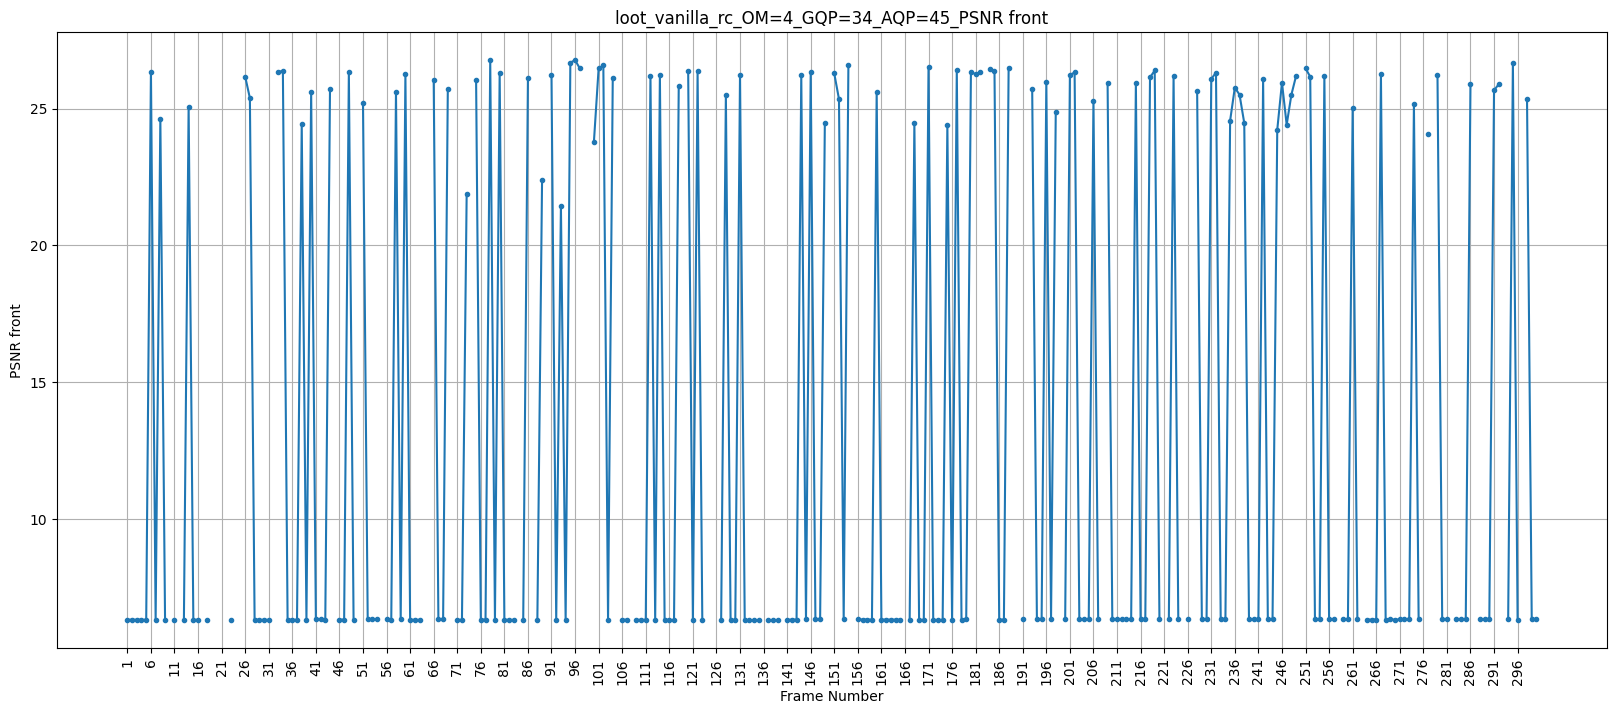 loot_vanilla_rc_OM=4_GQP=34_AQP=45_PSNR front
PSNR front
25
20
15
10
1 6 11 16 21 26 31 36 41 46 51 56 61 66 71 76 81 86 91 96 101 106 111 116 121 126 131 136 141 146 151 156 161 166 171 176 181 186 191 196 201 206 211 216 221 226 231 236 241 246 251 256 261 266 271 276 281 286 291 296
Frame Number